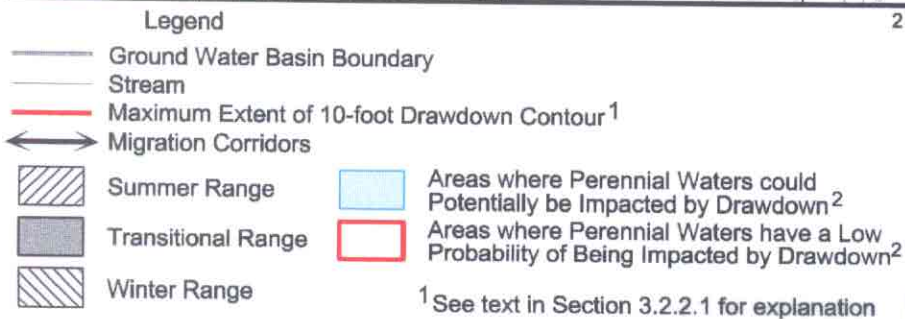 Legend
2
Ground Water Basin Boundary
Stream
Maximum Extent of 10-foot Drawdown Contour 1
Migration Corridors
Summer Range
Transitional Range
Winter Range
Areas where Perennial Waters could
Potentially be Impacted by Drawdown 2
Areas where Perennial Waters have a Low
Probability of Being Impacted by Drawdown 2
1 See text in Section 3.2.2.1 for explanation